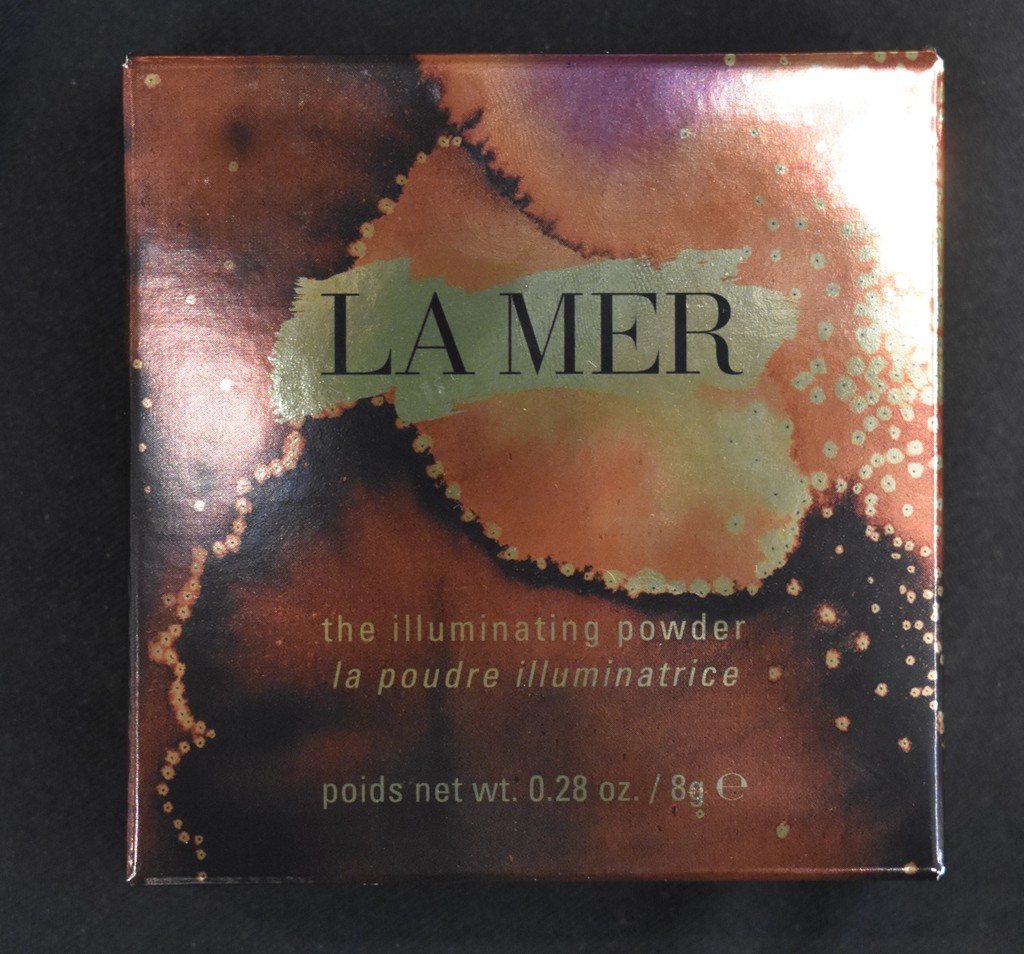 LA MER
the illuminating powder
la poudre illuminatrice
poids net wt. 0.28 oz. / 8g ℮